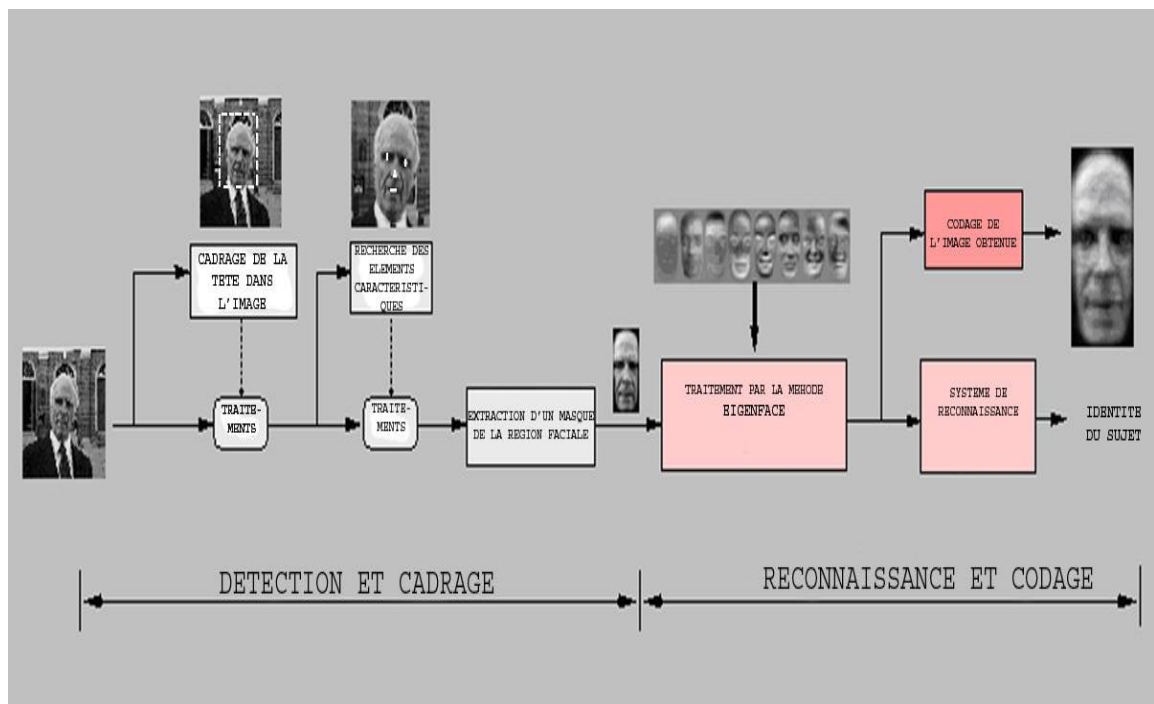 CADRAGE DE LA
TETE DANS
L'IMAGE
RECHERCHE DES
ELEMENTS
CARACTERISTI-
QUES
CODAGE DE
L'IMAGE OBTENUE
TRAITE-
MENTS
TRAITE-
MENTS
EXTRACTION D'UN MASQUE
DE LA REGION FACIALE
TRAITEMENT PAR LA MEHODE
EIGENFACE
SYSTEME DE
RECONNAISSANCE
IDENTITE
DU SUJET
DETECTION ET CADRAGE
RECONNAISSANCE ET CODAGE